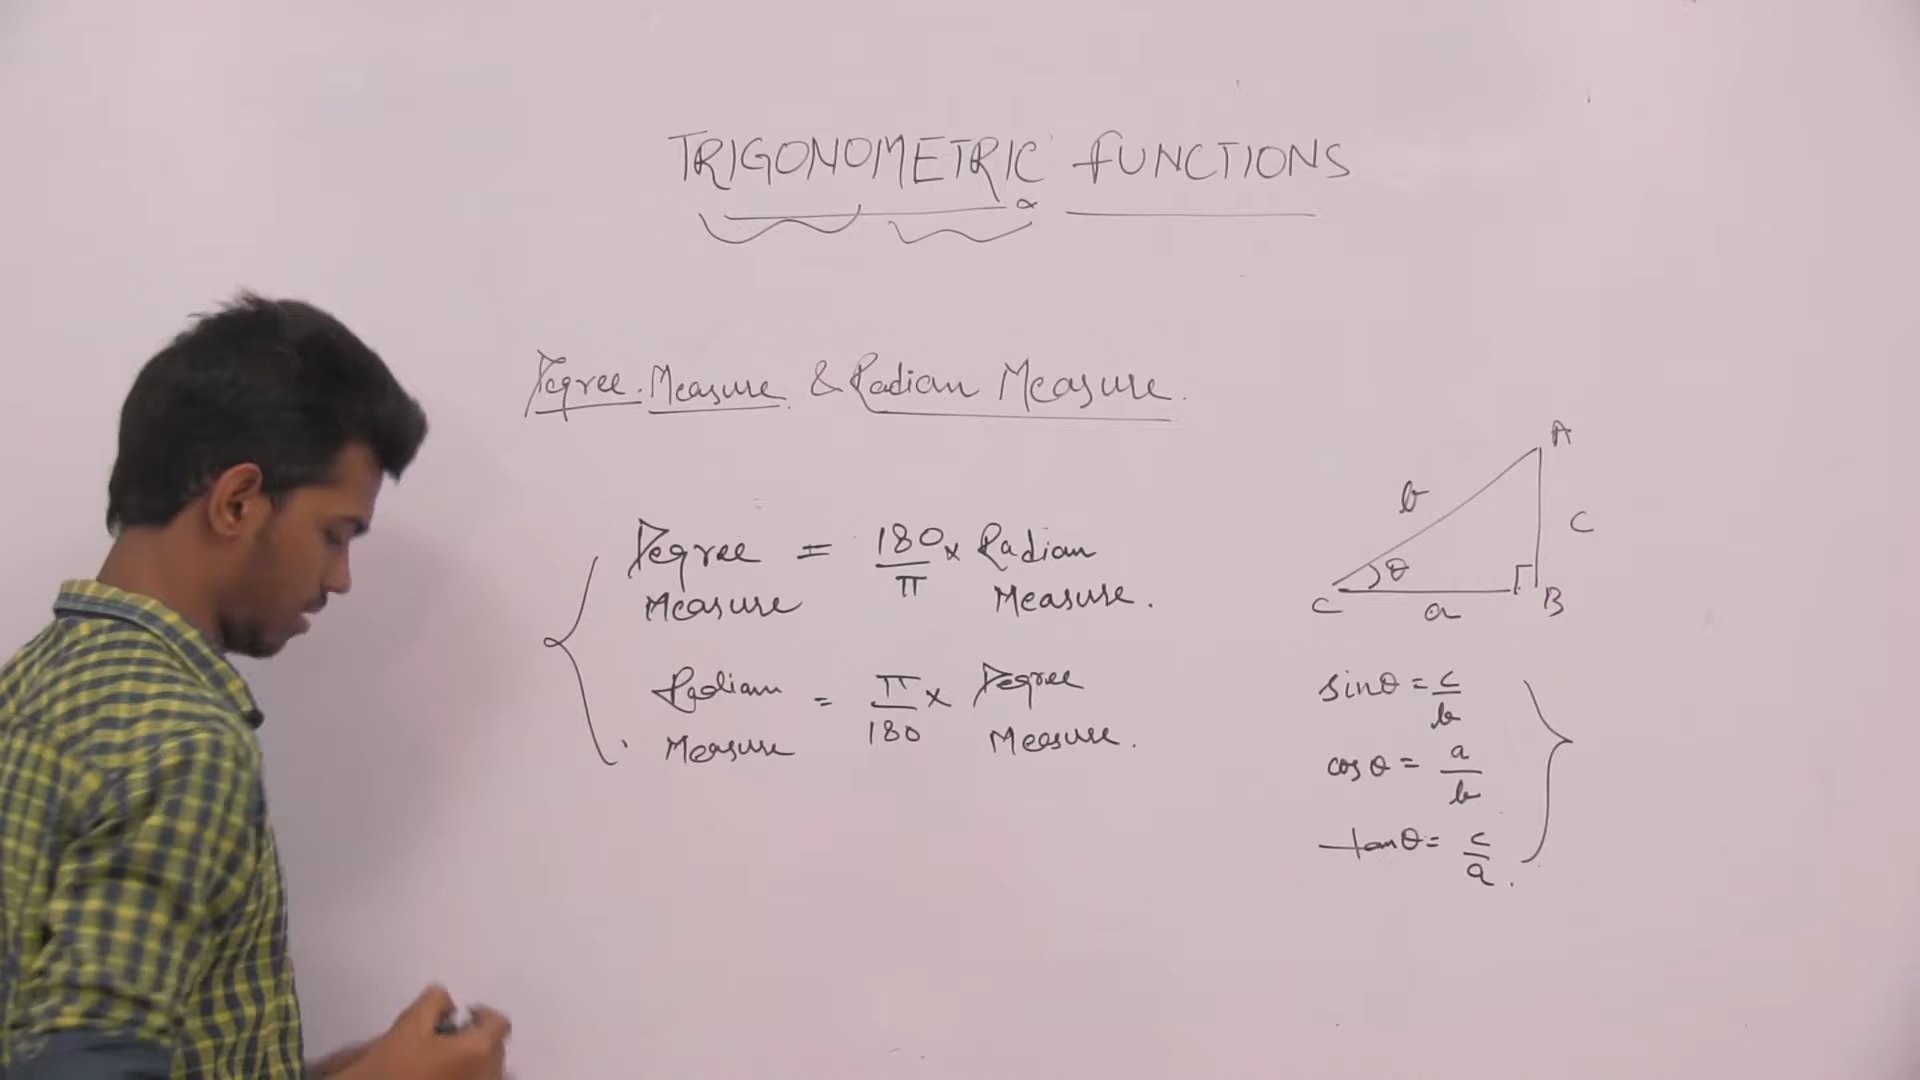 TRIGONOMETRIC FUNCTIONS
Degree Measure & Radian Measure.
Degree Measure = 180/π × Radian Measure.
Radian Measure = π/180 × Degree Measure.
A
b
c
θ
C
a
B
sinθ = c/b
cosθ = a/b
tanθ = c/a.